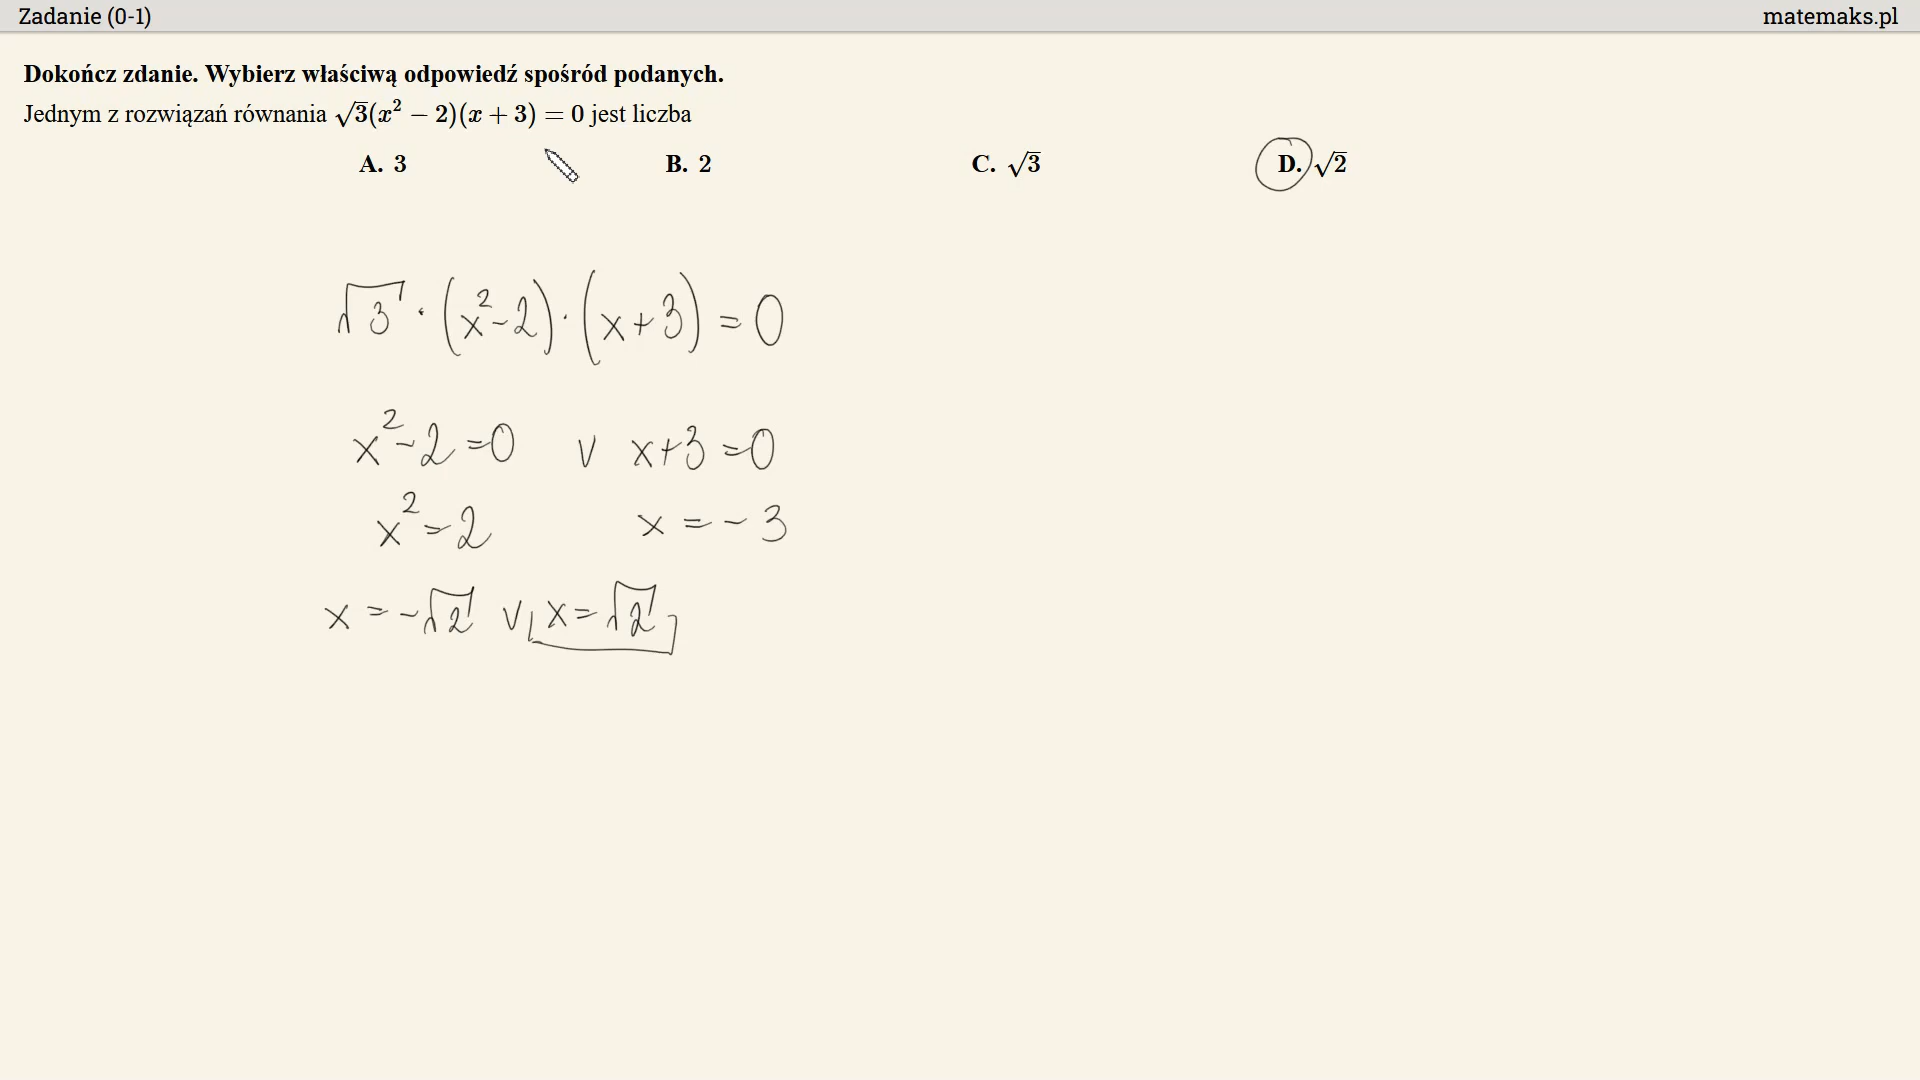 Zadanie (0-1)
matemaks.pl
Dokończ zdanie. Wybierz właściwą odpowiedź spośród podanych.
Jednym z rozwiązań równania √3(x² − 2)(x + 3) = 0 jest liczba
A. 3 B. 2 C. √3 D. √2
√3 · (x²-2) · (x+3) = 0
x²-2=0 v x+3=0
x²=2 x=-3
x=-√2 v x=√2